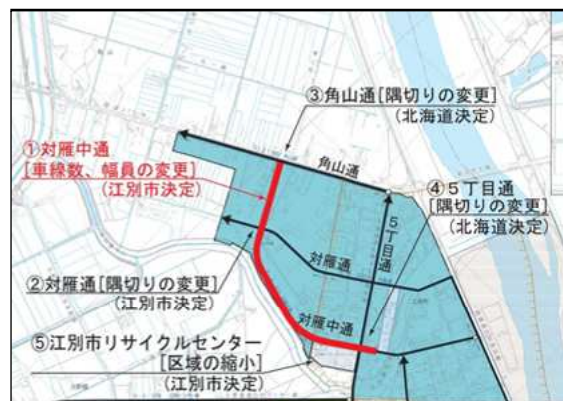 ③角山通[隅切りの変更]
(北海道決定)
①対雁中通
[車線数、幅員の変更]
(江別市決定)
角山通
④5丁目通
[隅切りの変更]
(北海道決定)
5丁目通
②対雁通[隅切りの変更]
(江別市決定)
対雁通
対雁中通
⑤江別市リサイクルセンター
[区域の縮小]
(江別市決定)